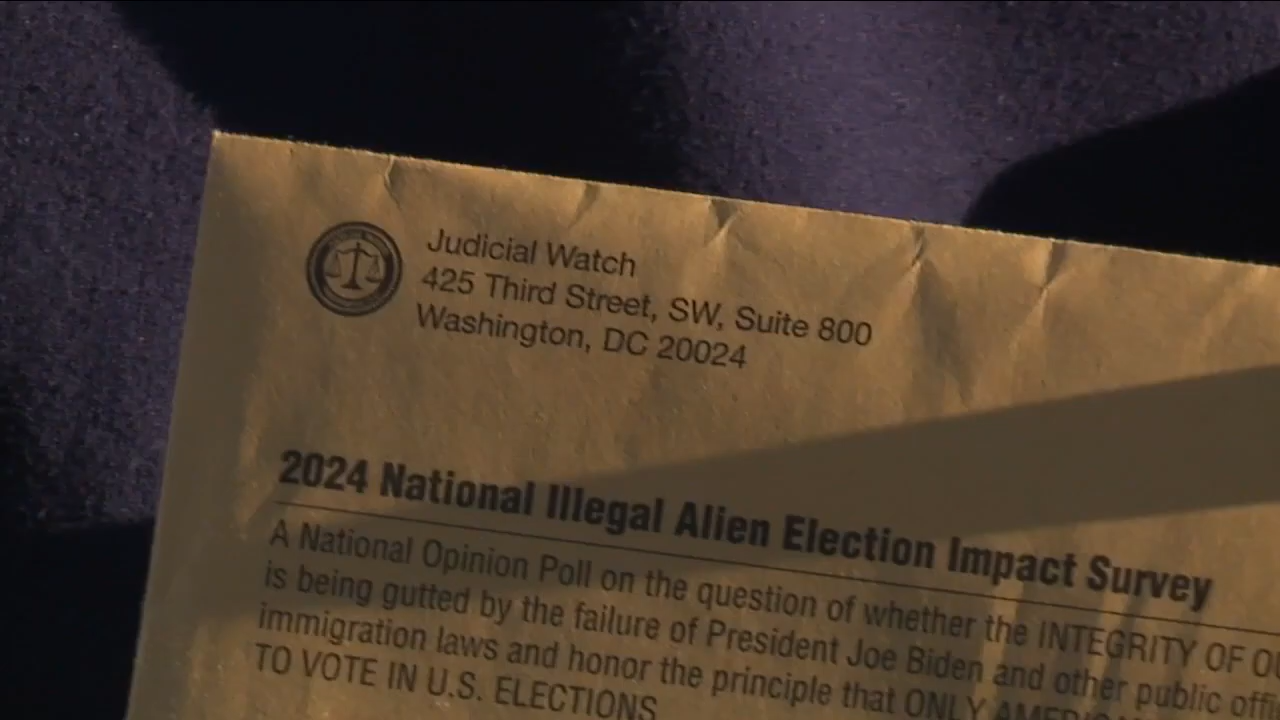 Judicial Watch
425 Third Street, SW, Suite 800
Washington, DC 20024
2024 National Illegal Alien Election Impact Survey
A National Opinion Poll on the question of whether the INTEGRITY OF
is being gutted by the failure of President Joe Biden and other public
immigration laws and honor the principle that ONLY
TO VOTE IN U.S. ELECTIONS